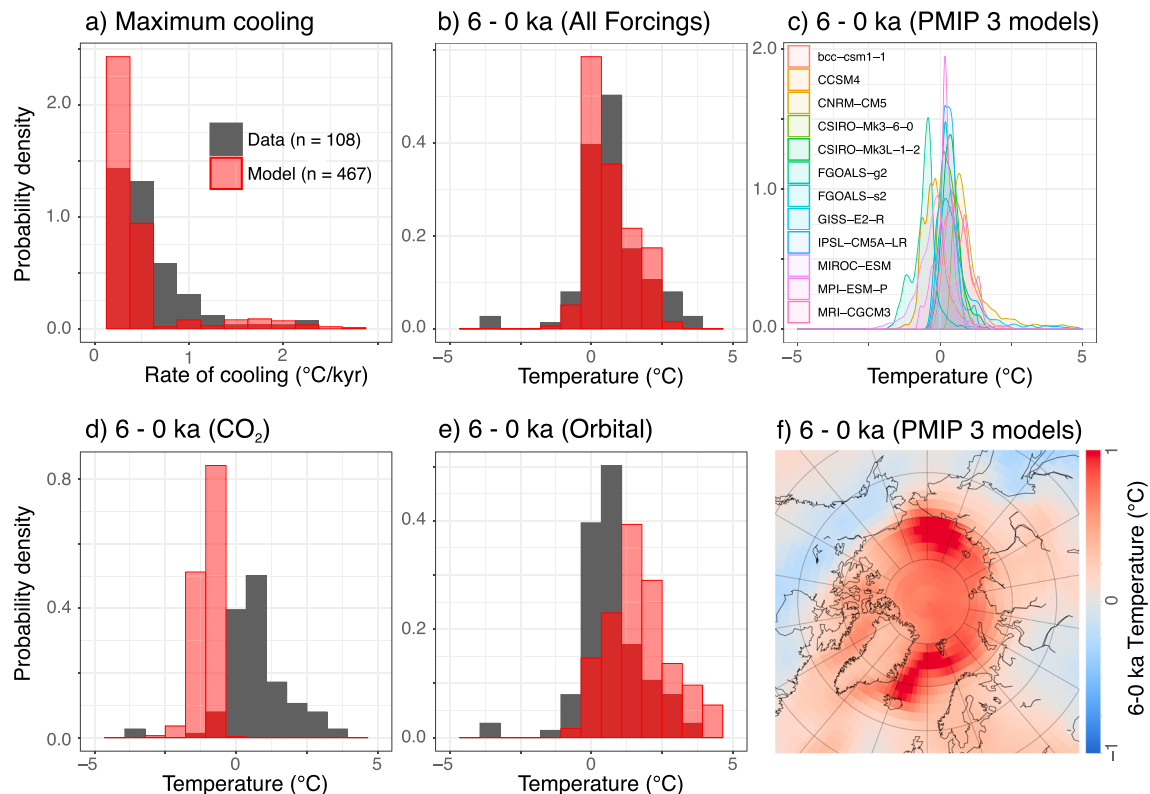 a) Maximum cooling
Probability density
2.0
1.0
0.0
0
1
2
Rate of cooling (°C/kyr)
Data (n = 108)
Model (n = 467)
b) 6 - 0 ka (All Forcings)
0.4
0.2
0.0
−5
0
5
Temperature (°C)
c) 6 - 0 ka (PMIP 3 models)
2.0
1.0
0.0
bcc−csm1−1
CCSM4
CNRM−CM5
CSIRO−Mk3−6−0
CSIRO−Mk3L−1−2
FGOALS−g2
FGOALS−s2
GISS−E2−R
IPSL−CM5A−LR
MIROC−ESM
MPI−ESM−P
MRI−CGCM3
−5
0
5
Temperature (°C)
d) 6 - 0 ka (CO₂)
Probability density
0.8
0.4
0.0
−5
0
5
Temperature (°C)
e) 6 - 0 ka (Orbital)
0.4
0.2
0.0
−5
0
5
Temperature (°C)
f) 6 - 0 ka (PMIP 3 models)
1
0
−1
6-0 ka Temperature (°C)